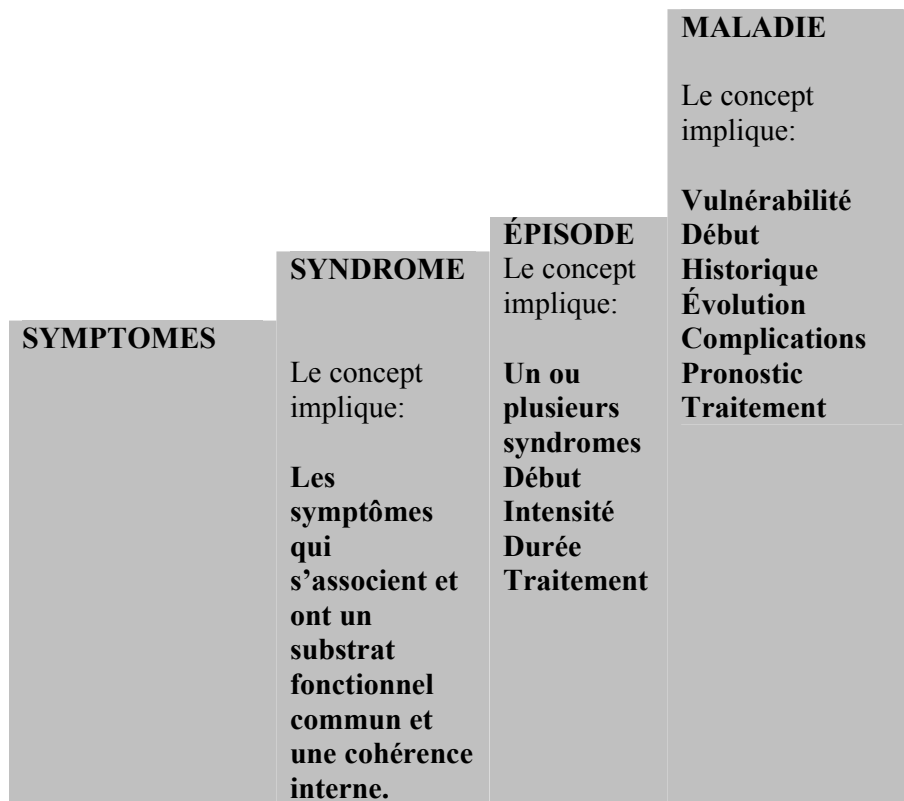 SYMPTOMES
SYNDROME
Le concept
implique:
Les
symptômes
qui
s’associent et
ont un
substrat
fonctionnel
commun et
une cohérence
interne.
ÉPISODE
Le concept
implique:
Un ou
plusieurs
syndromes
Début
Intensité
Durée
Traitement
MALADIE
Le concept
implique:
Vulnérabilité
Début
Historique
Évolution
Complications
Pronostic
Traitement